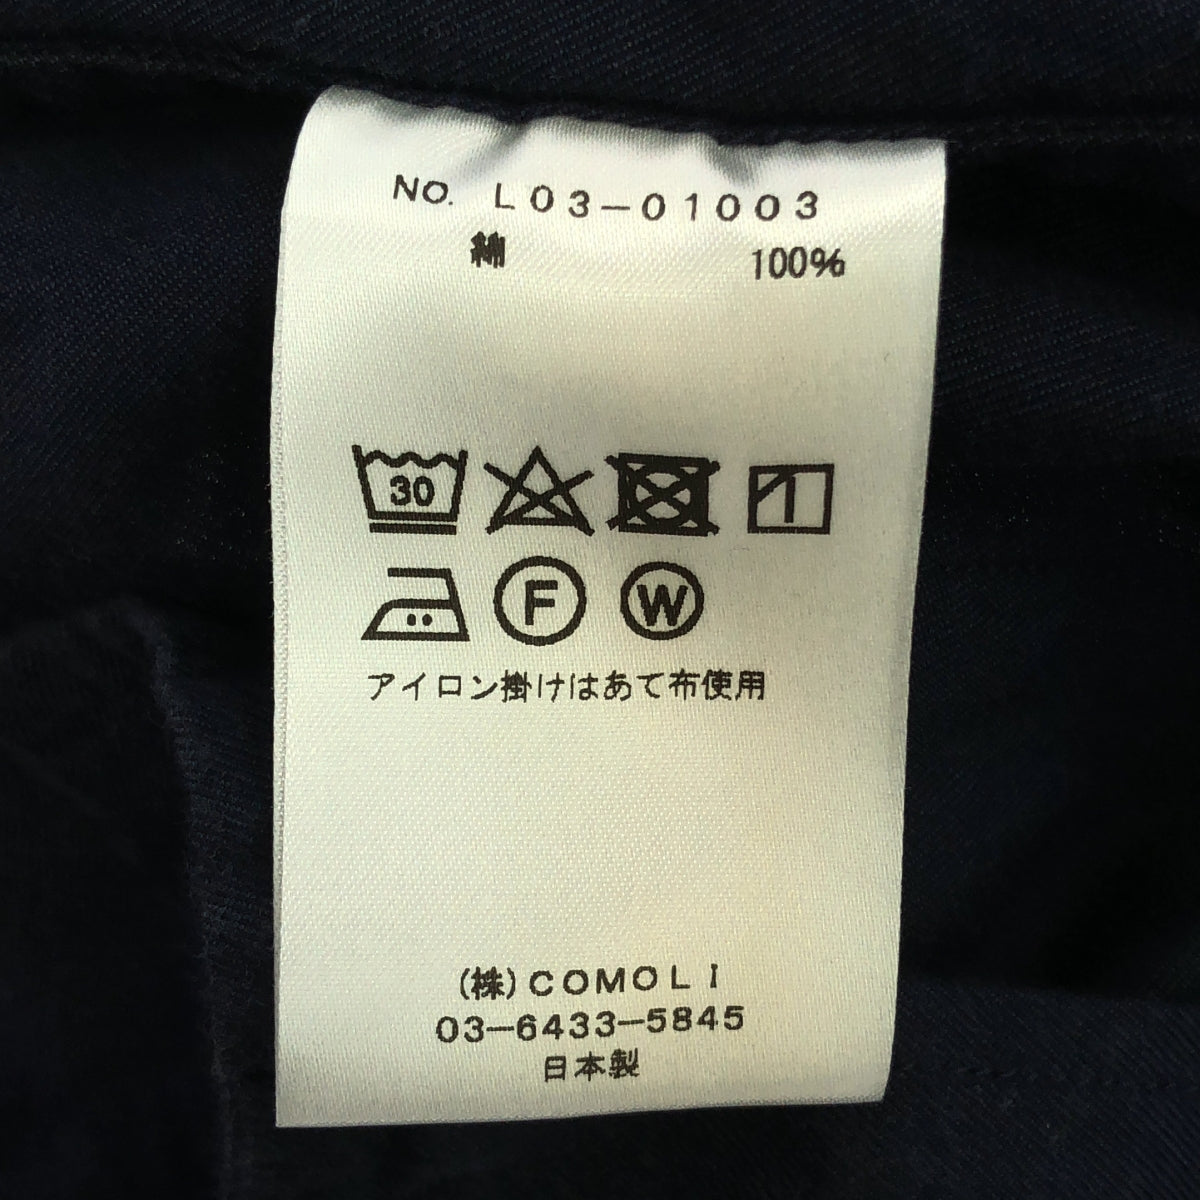 NO. L03-01003
綿 100%
30
F W
アイロン掛けはあて布使用
(株)COMOLI
03-6433-5845
日本製